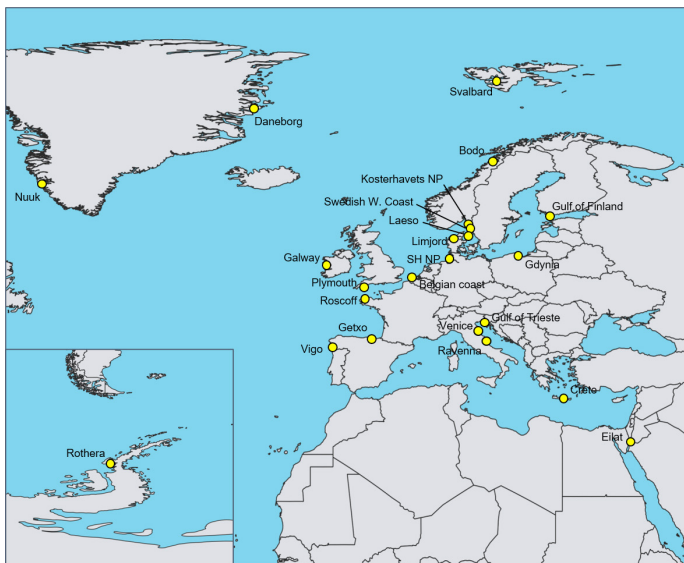 Svalbard
Daneborg
Bodo
Kosterhavets NP
Nuuk
Swedish W. Coast
Gulf of Finland
Laeso
Limjord
Galway
SH NP
Gdynia
Plymouth
Belgian coast
Roscoff
Gulf of Trieste
Getxo
Venice
Vigo
Ravenna
Crete
Eilat
Rothera